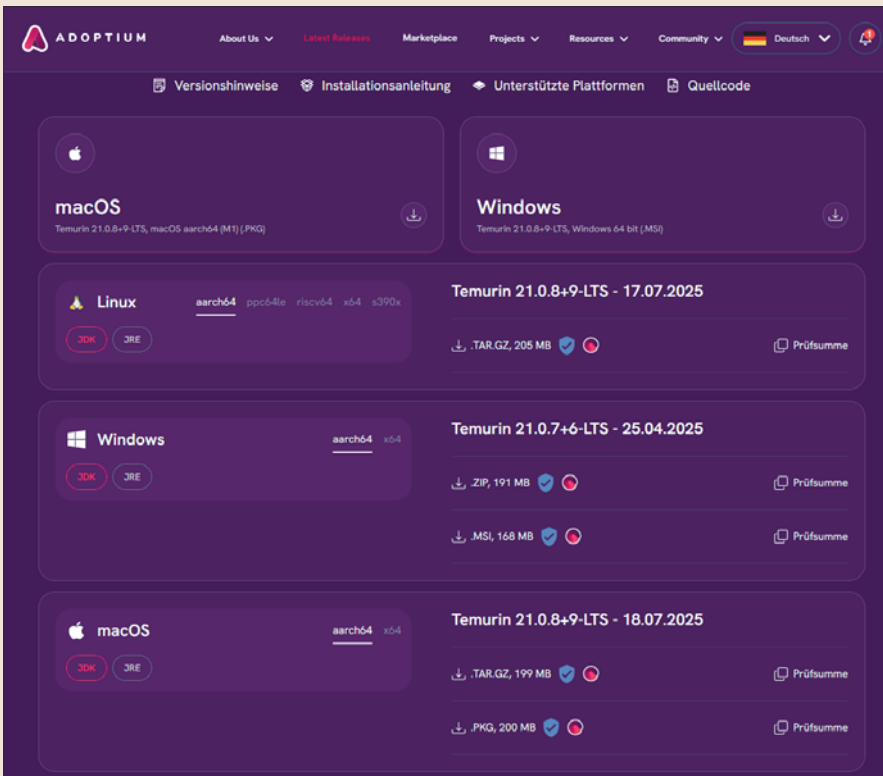 ADOPTIUM
About Us
Latest Releases
Marketplace
Projects
Resources
Community
Deutsch
Versionshinweise
Installationsanleitung
Unterstützte Plattformen
Quellcode
macOS
Temurin 21.0.8+9-LTS, macOS aarch64 (M1) (.PKG)
Windows
Temurin 21.0.8+9-LTS, Windows 64 bit (.MSI)
Linux
aarch64 ppc64le riscv64 x64 s390x
JDK JRE
Temurin 21.0.8+9-LTS - 17.07.2025
.TAR.GZ, 205 MB
Prüfsumme
Windows
aarch64 x64
JDK JRE
Temurin 21.0.7+6-LTS - 25.04.2025
.ZIP, 191 MB
Prüfsumme
.MSI, 168 MB
Prüfsumme
macOS
aarch64 x64
JDK JRE
Temurin 21.0.8+9-LTS - 18.07.2025
.TAR.GZ, 199 MB
Prüfsumme
.PKG, 200 MB
Prüfsumme